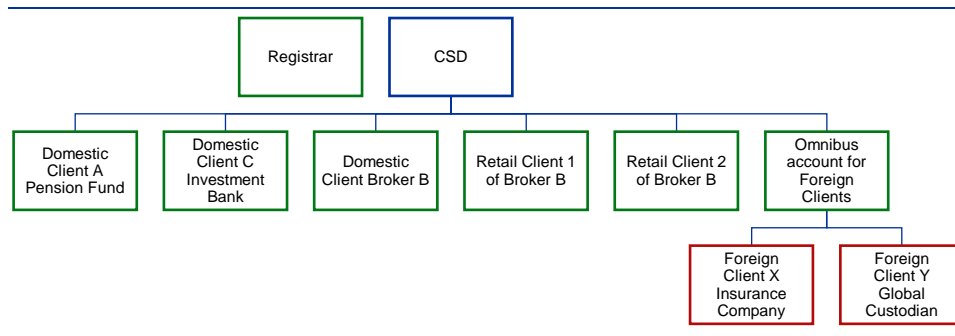 Registrar
CSD
Domestic
Client A
Pension Fund
Domestic
Client C
Investment
Bank
Domestic
Client Broker B
Retail Client 1
of Broker B
Retail Client 2
of Broker B
Omnibus
account for
Foreign
Clients
Foreign
Client X
Insurance
Company
Foreign
Client Y
Global
Custodian